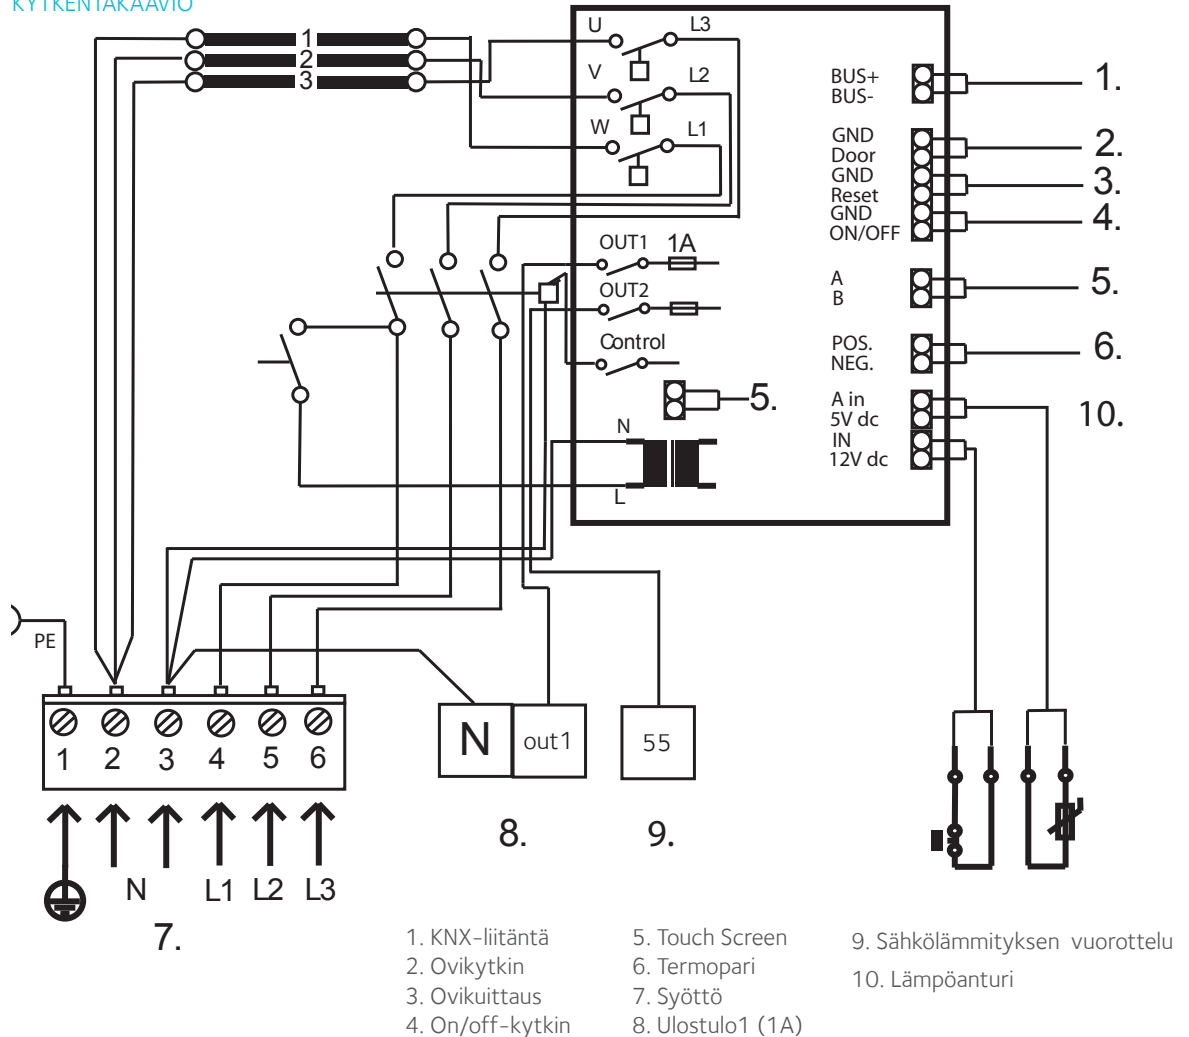 KYTKENTÄKAAVIO
1
2
3
U
L3
V
L2
W
L1
OUT1
1A
OUT2
Control
5.
N
L
BUS+
BUS-
1.
GND
Door
2.
GND
Reset
3.
GND
ON/OFF
4.
A
B
5.
POS.
NEG.
6.
A in
5V dc
10.
IN
12V dc
PE
1
2
3
4
5
6
N
out1
55
8.
9.
N
L1
L2
L3
7.
1. KNX-liitäntä
2. Ovikytkin
3. Ovikuittaus
4. On/off-kytkin
5. Touch Screen
6. Termopari
7. Syöttö
8. Ulostulo1 (1A)
9. Sähkölämmityksen vuorottelu
10. Lämpöanturi